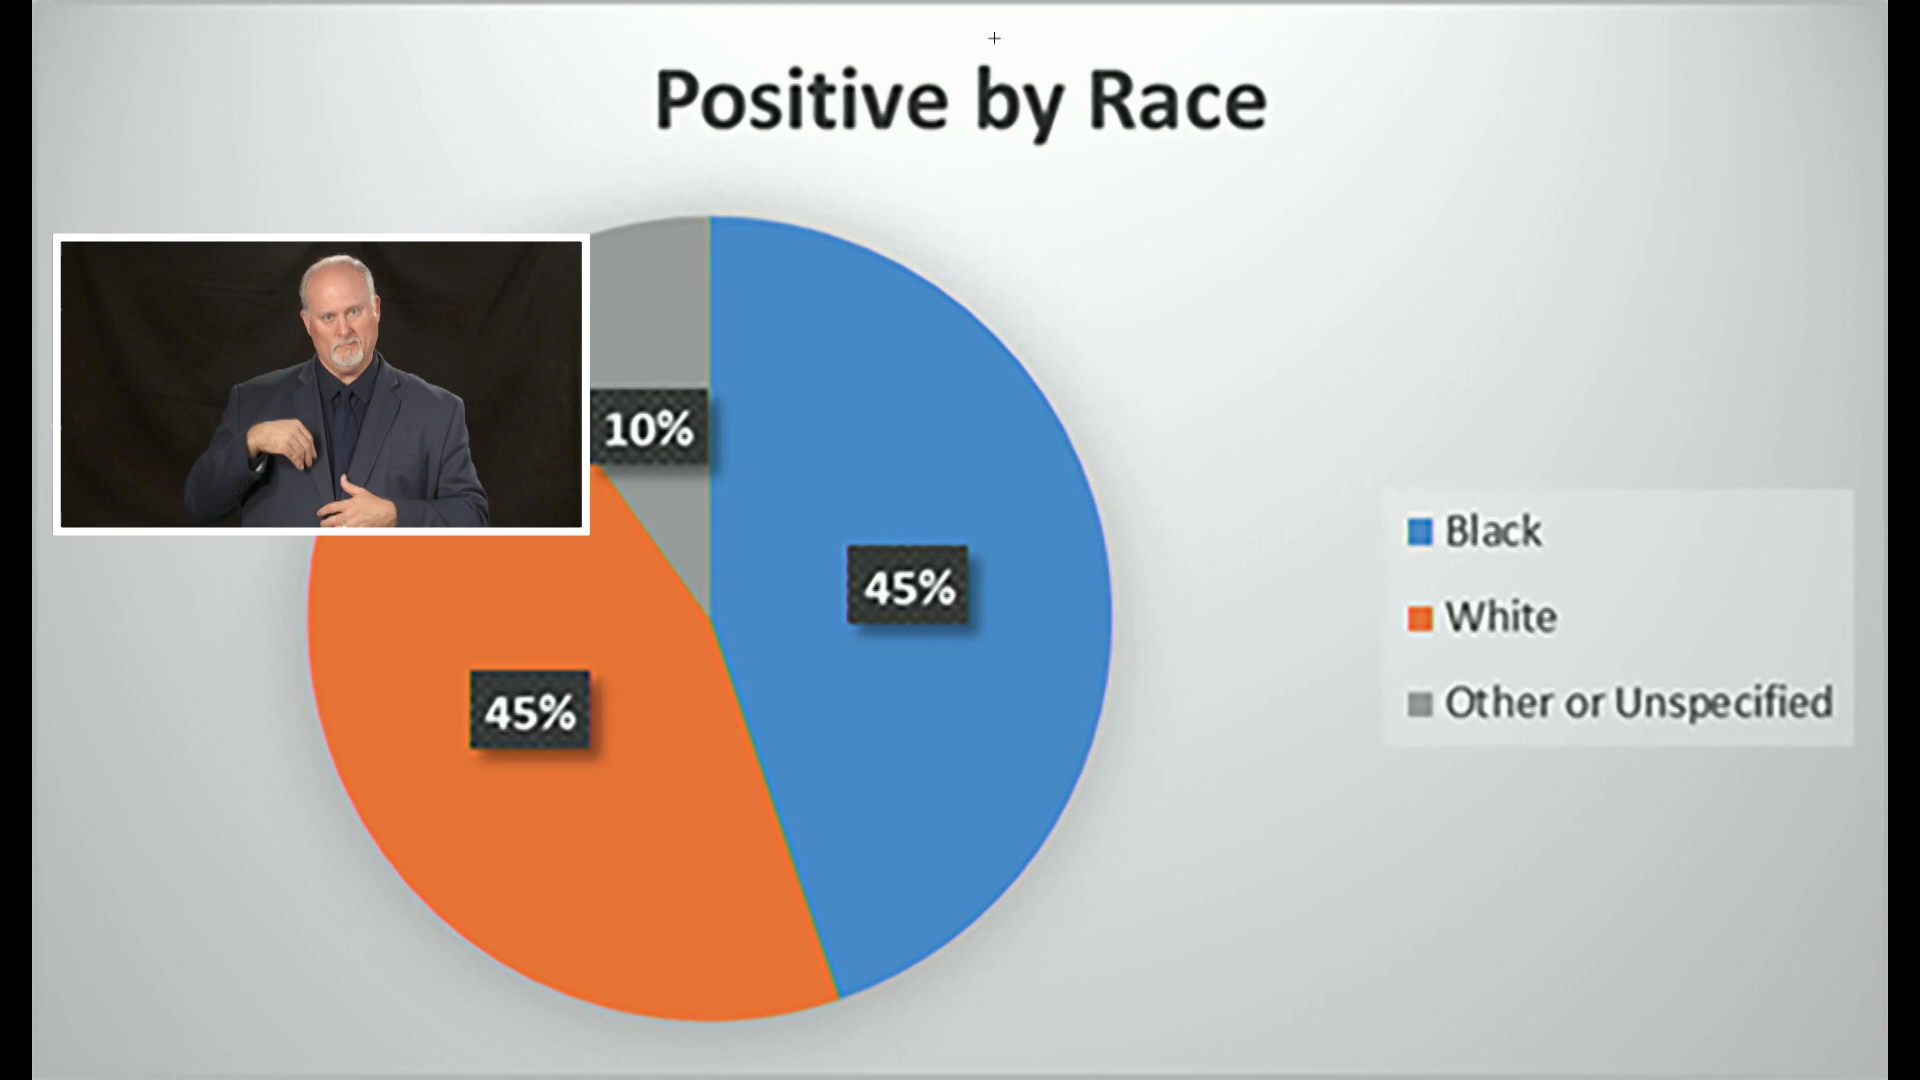 Positive by Race
10%
45%
45%
Black
White
Other or Unspecified